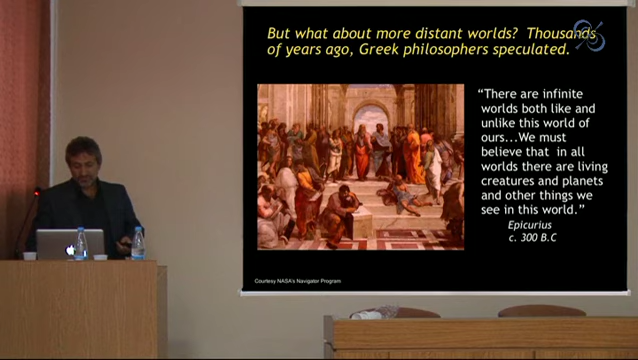 But what about more distant worlds? Thousands
of years ago, Greek philosophers speculated.
“There are infinite
worlds both like and
unlike this world of
ours...We must
believe that in all
worlds there are living
creatures and planets
and other things we
see in this world.”
Epicurius
c. 300 B.C
Courtesy NASA's Navigator Program